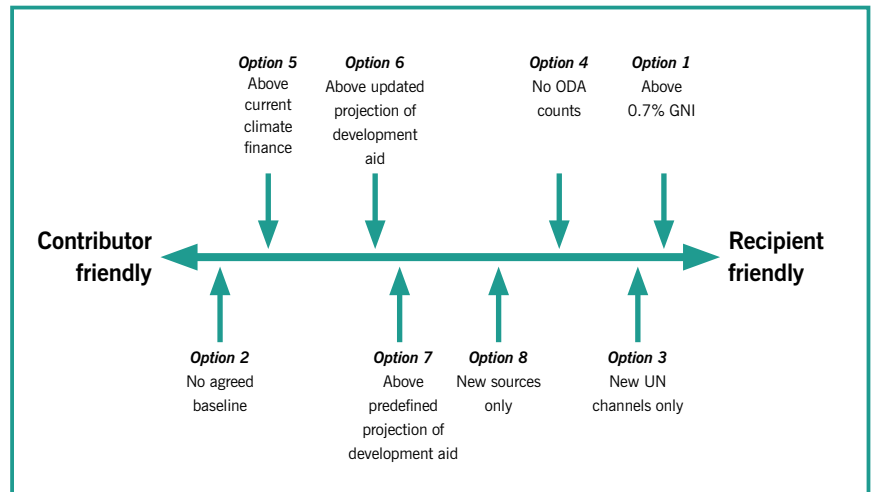 Option 5
Above
current
climate
finance
Option 6
Above updated
projection of
development
aid
Option 4
No ODA
counts
Option 1
Above
0.7% GNI
Contributor
friendly
Recipient
friendly
Option 2
No agreed
baseline
Option 7
Above
predefined
projection of
development aid
Option 8
New sources
only
Option 3
New UN
channels only